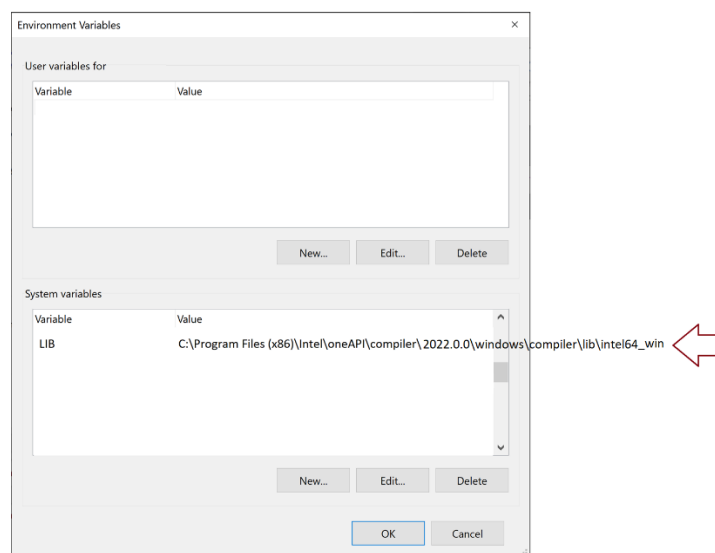 Environment Variables
User variables for
Variable Value
New... Edit... Delete
System variables
Variable Value
LIB C:\Program Files (x86)\Intel\oneAPI\compiler\2022.0.0\windows\compiler\lib\intel64_win
New... Edit... Delete
OK Cancel